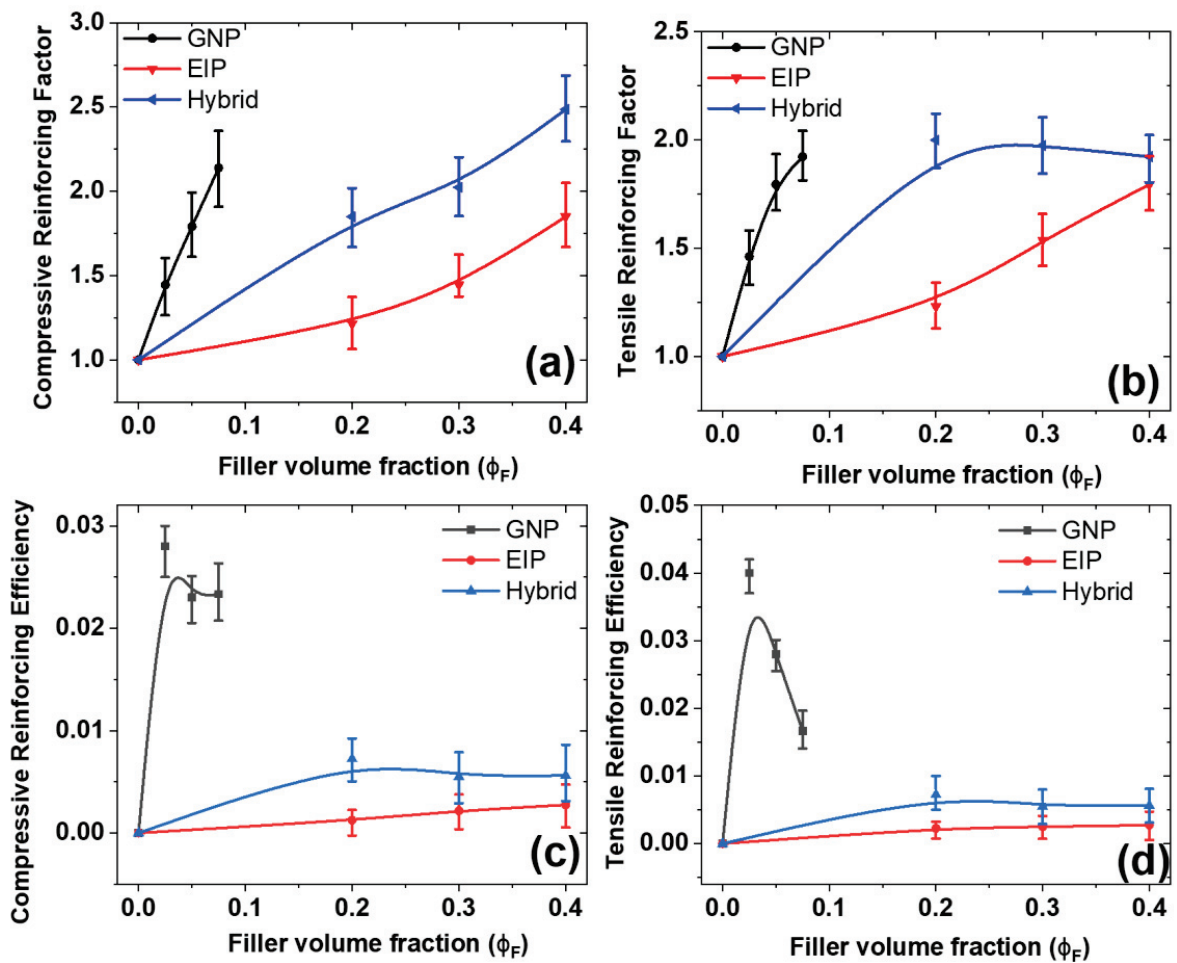 Compressive Reinforcing Factor
3.0
2.5
2.0
1.5
1.0
GNP
EIP
Hybrid
(a)
0.0 0.1 0.2 0.3 0.4
Filler volume fraction (ϕF)
Tensile Reinforcing Factor
2.5
2.0
1.5
1.0
GNP
EIP
Hybrid
(b)
0.0 0.1 0.2 0.3 0.4
Filler volume fraction (ϕF)
Compressive Reinforcing Efficiency
0.03
0.02
0.01
0.00
GNP
EIP
Hybrid
(c)
0.0 0.1 0.2 0.3 0.4
Filler volume fraction (ϕF)
Tensile Reinforcing Efficiency
0.05
0.04
0.03
0.02
0.01
0.00
GNP
EIP
Hybrid
(d)
0.0 0.1 0.2 0.3 0.4
Filler volume fraction (ϕF)